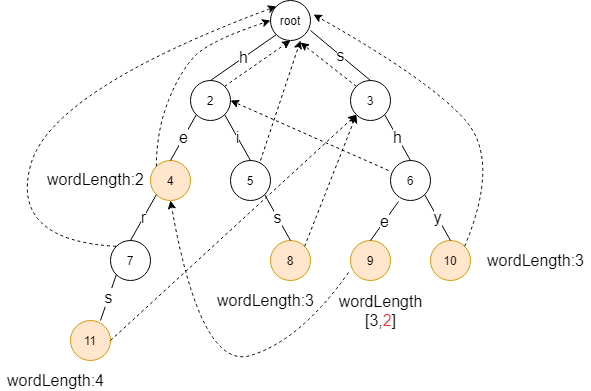 root
h
s
2
3
e
i
h
wordLength:2
4
5
6
r
s
e
y
7
8
9
10
wordLength:3
s
wordLength:3
wordLength
[3,2]
11
wordLength:4